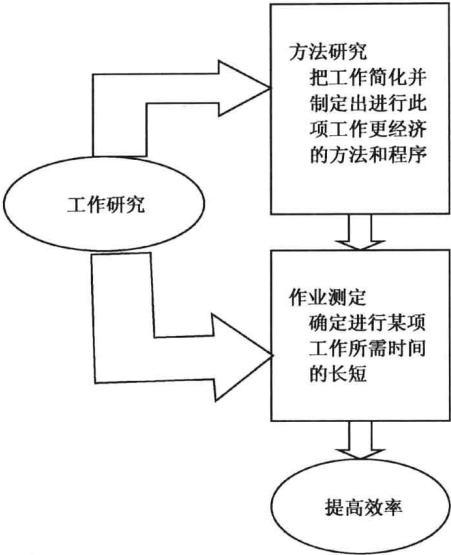 方法研究
把工作简化并
制定出进行此
项工作更经济
的方法和程序
工作研究
作业测定
确定进行某项
工作所需时间
的长短
提高效率